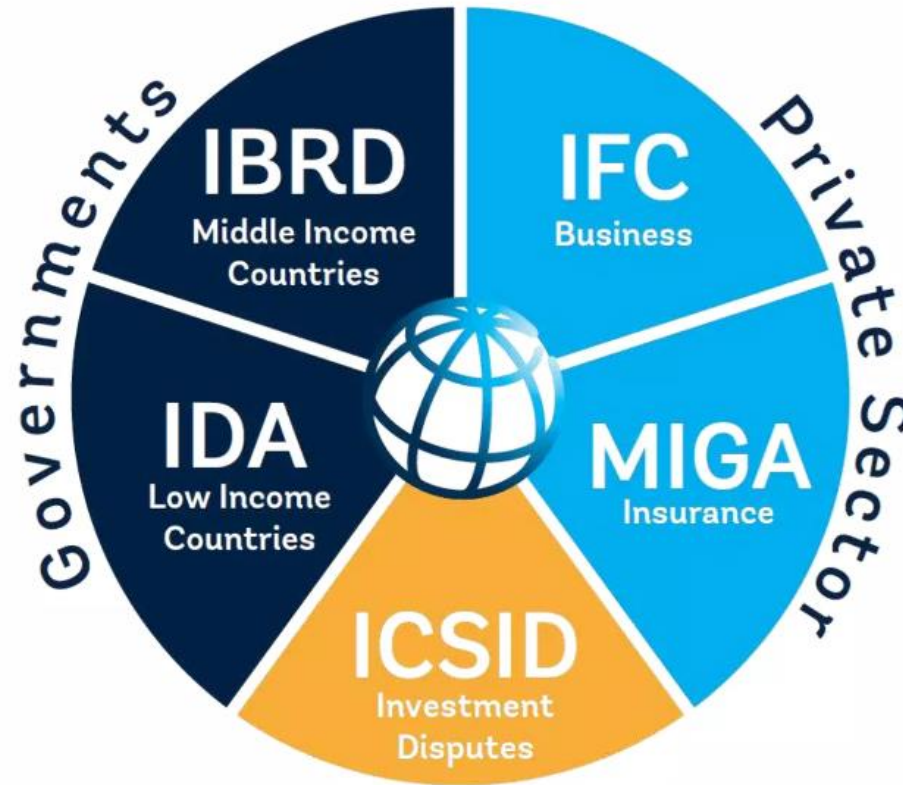 Governments
IBRD
Middle Income
Countries
IFC
Business
Private Sector
IDA
Low Income
Countries
MIGA
Insurance
ICSID
Investment
Disputes